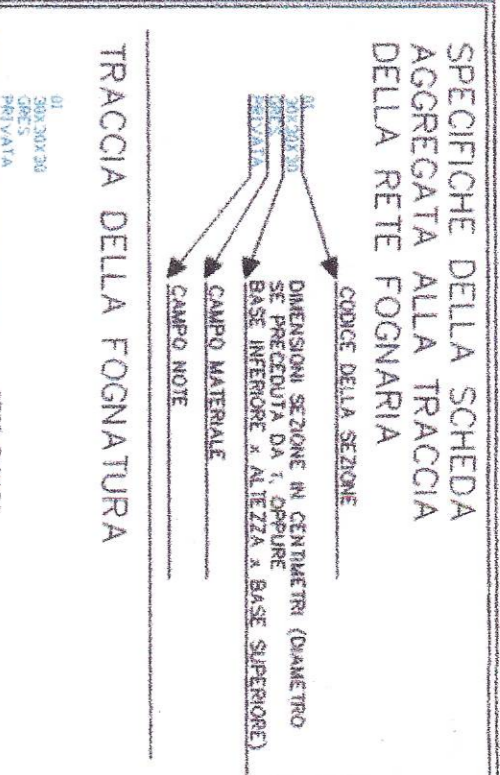 SPECIFICHE DELLA SCHEDA
AGGREGATA ALLA TRACCIA
DELLA RETE FOGNARIA
01
30X30X30
GRES
PRIVATA
CODICE DELLA SEZIONE
DIMENSIONI SEZIONE IN CENTIMETRI (DIAMETRO
SE PRECEDUTA DA 1, OPPURE
BASE INFERIORE x ALTEZZA x BASE SUPERIORE)
CAMPO MATERIALE
CAMPO NOTE
TRACCIA DELLA FOGNATURA
01
30X30X30
GRES
PRIVATA